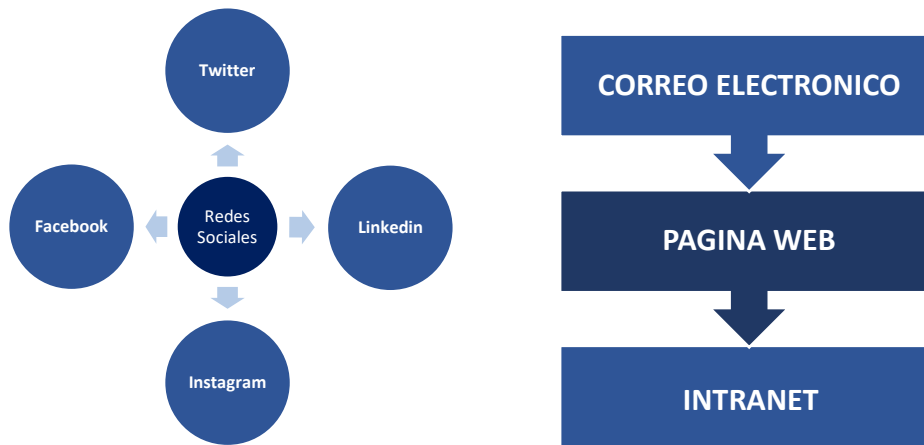 Twitter
Facebook
Redes
Sociales
Linkedin
Instagram
CORREO ELECTRONICO
PAGINA WEB
INTRANET